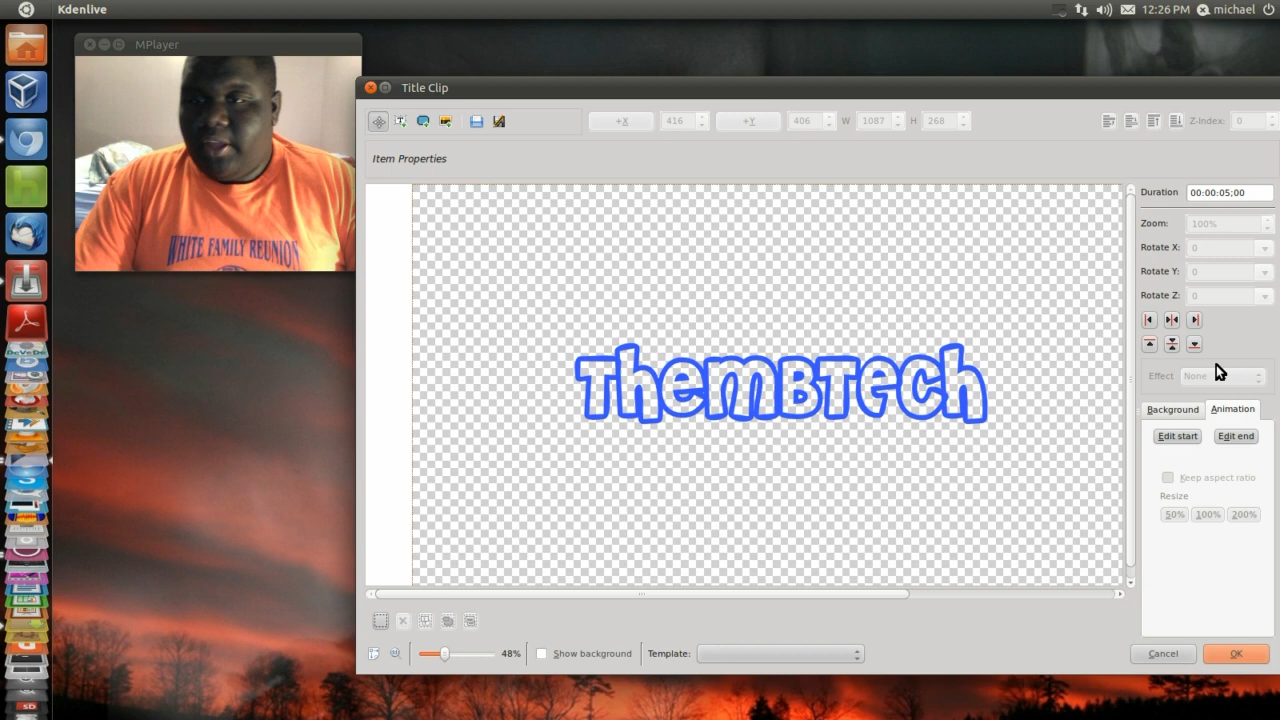 Kdenlive
12:26 PM
michael
MPlayer
WHITE FAMILY REUNION
Title Clip
+X
416
+Y
406
W
1087
H
268
Z-Index:
0
Item Properties
Duration
00:00:05;00
Zoom:
100%
Rotate X:
0
Rotate Y:
0
Rotate Z:
0
Effect
None
ThemBTech
Background
Animation
Edit start
Edit end
Keep aspect ratio
Resize
50%
100%
200%
48%
Show background
Template:
Cancel
OK
DeVeDe
sb